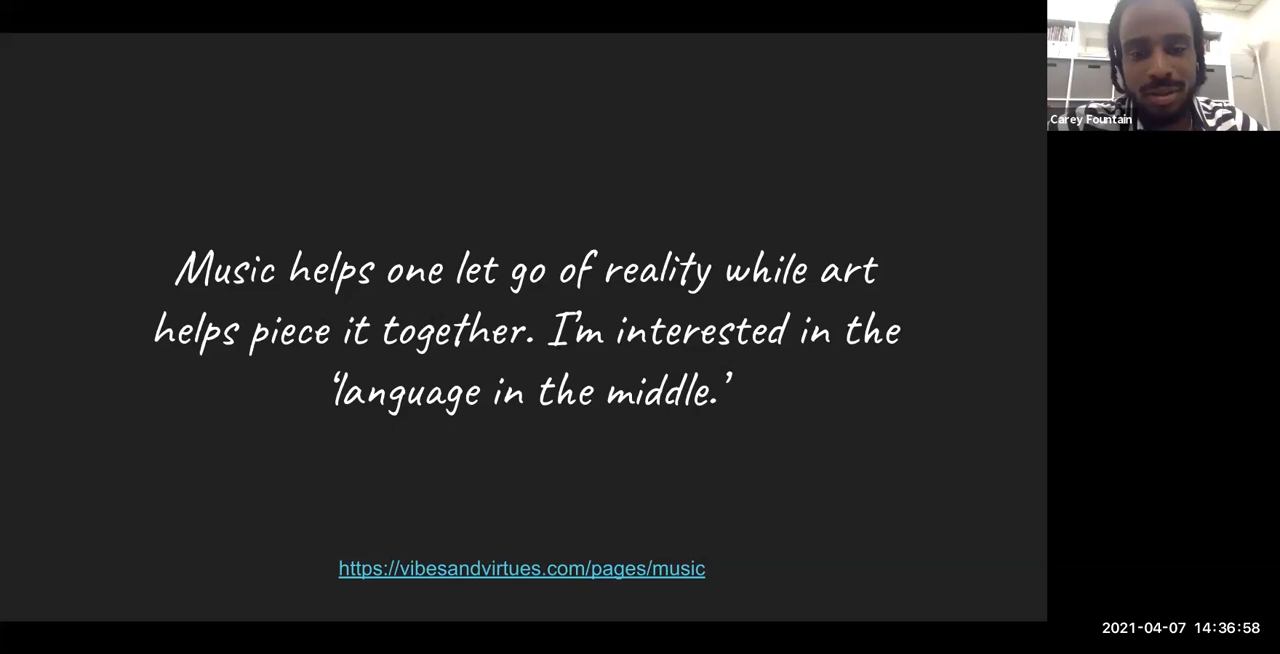 Carey Fountain
Music helps one let go of reality while art
helps piece it together. I'm interested in the
'language in the middle.'
https://vibesandvirtues.com/pages/music
2021-04-07 14:36:58